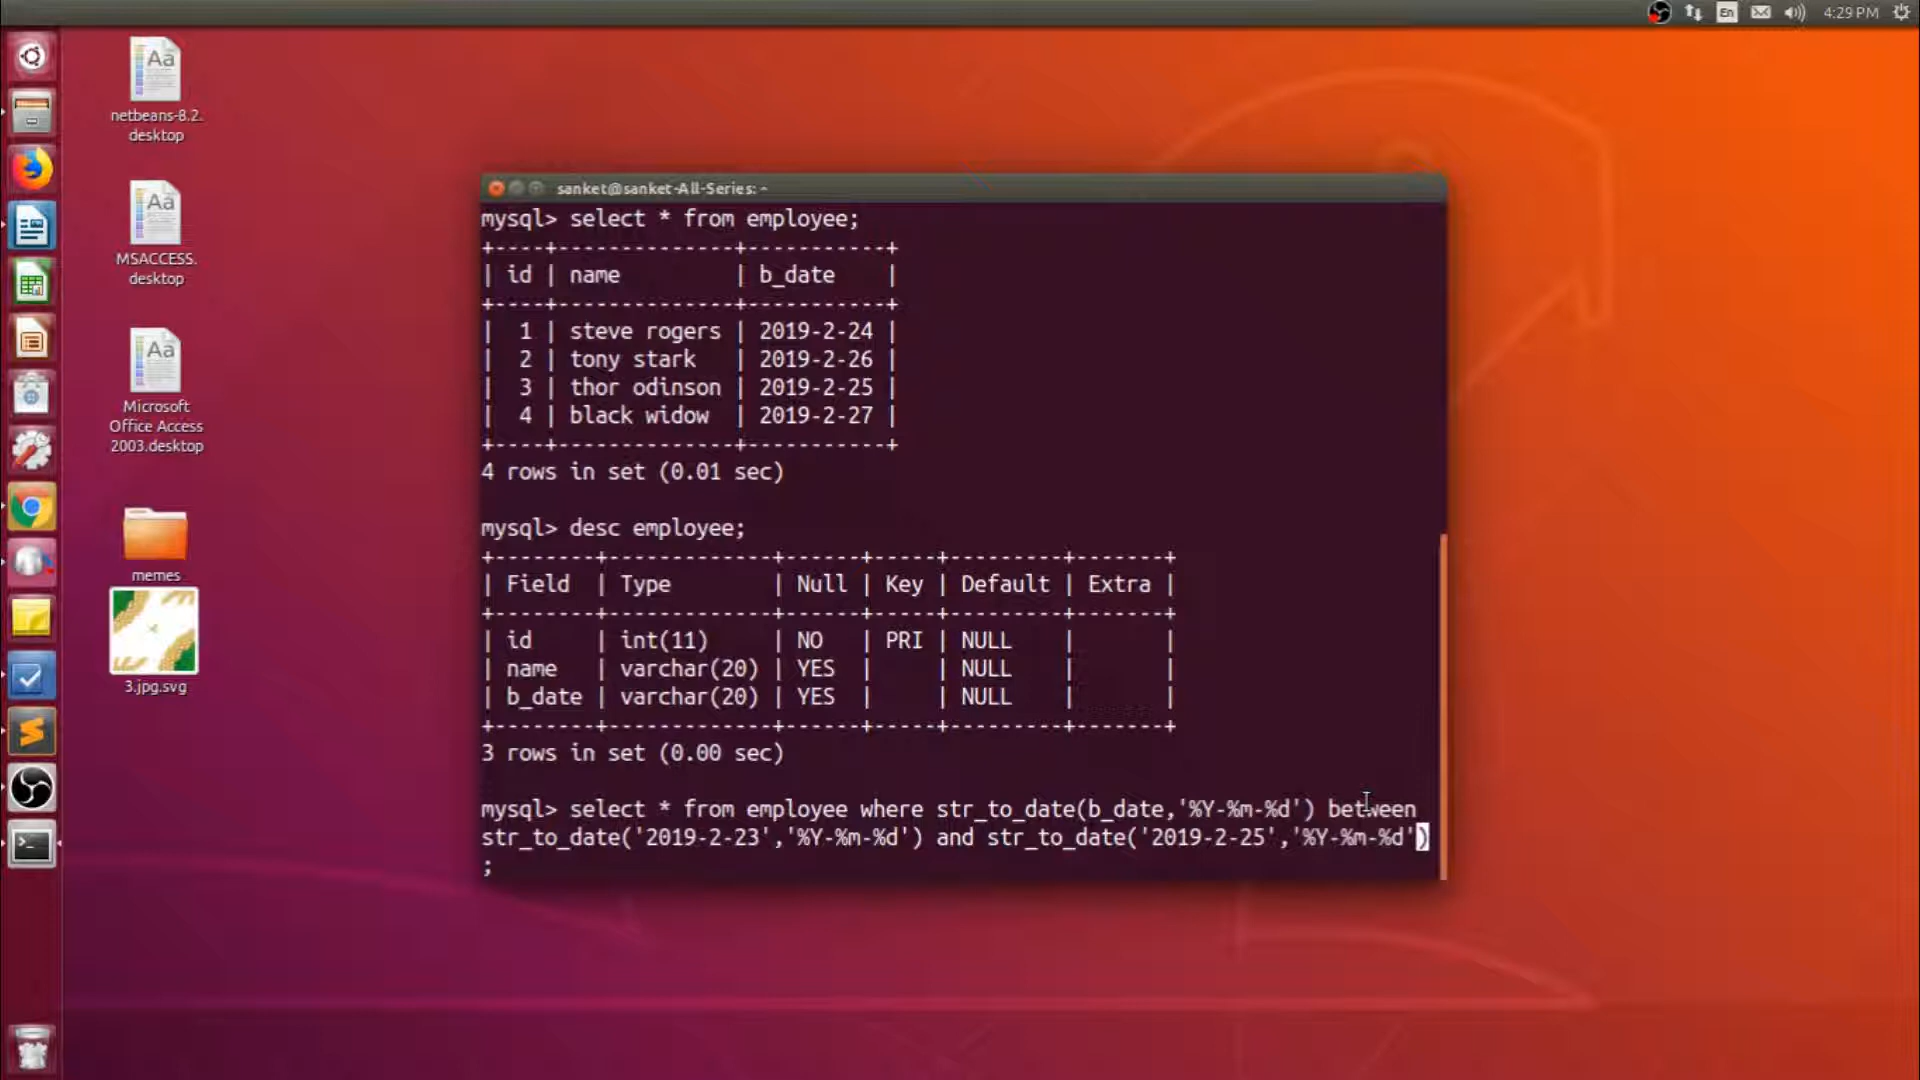 En
4:29 PM
netbeans-8.2.
desktop
MSACCESS.
desktop
Microsoft
Office Access
2003.desktop
memes
3.jpg.svg
sanket@sanket-All-Series: ~
mysql> select * from employee;
+----+--------------+-----------+
| id | name         | b_date    |
+----+--------------+-----------+
|  1 | steve rogers | 2019-2-24 |
|  2 | tony stark   | 2019-2-26 |
|  3 | thor odinson | 2019-2-25 |
|  4 | black widow  | 2019-2-27 |
+----+--------------+-----------+
4 rows in set (0.01 sec)
mysql> desc employee;
+--------+-------------+------+-----+---------+-------+
| Field  | Type        | Null | Key | Default | Extra |
+--------+-------------+------+-----+---------+-------+
| id     | int(11)     | NO   | PRI | NULL    |       |
| name   | varchar(20) | YES  |     | NULL    |       |
| b_date | varchar(20) | YES  |     | NULL    |       |
+--------+-------------+------+-----+---------+-------+
3 rows in set (0.00 sec)
mysql> select * from employee where str_to_date(b_date,'%Y-%m-%d') between
str_to_date('2019-2-23','%Y-%m-%d') and str_to_date('2019-2-25','%Y-%m-%d')
;